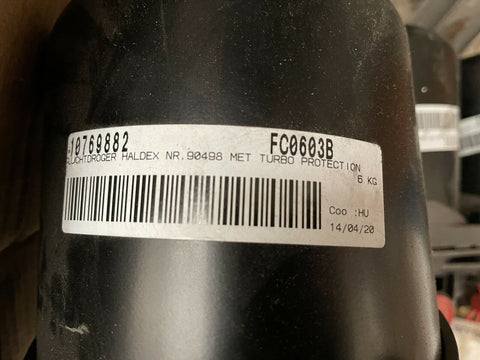 -10769882 FC0603B
LUCHTDROGER HALDEX NR.90498 MET TURBO PROTECTION
6 KG
Coo :HU
14/04/20